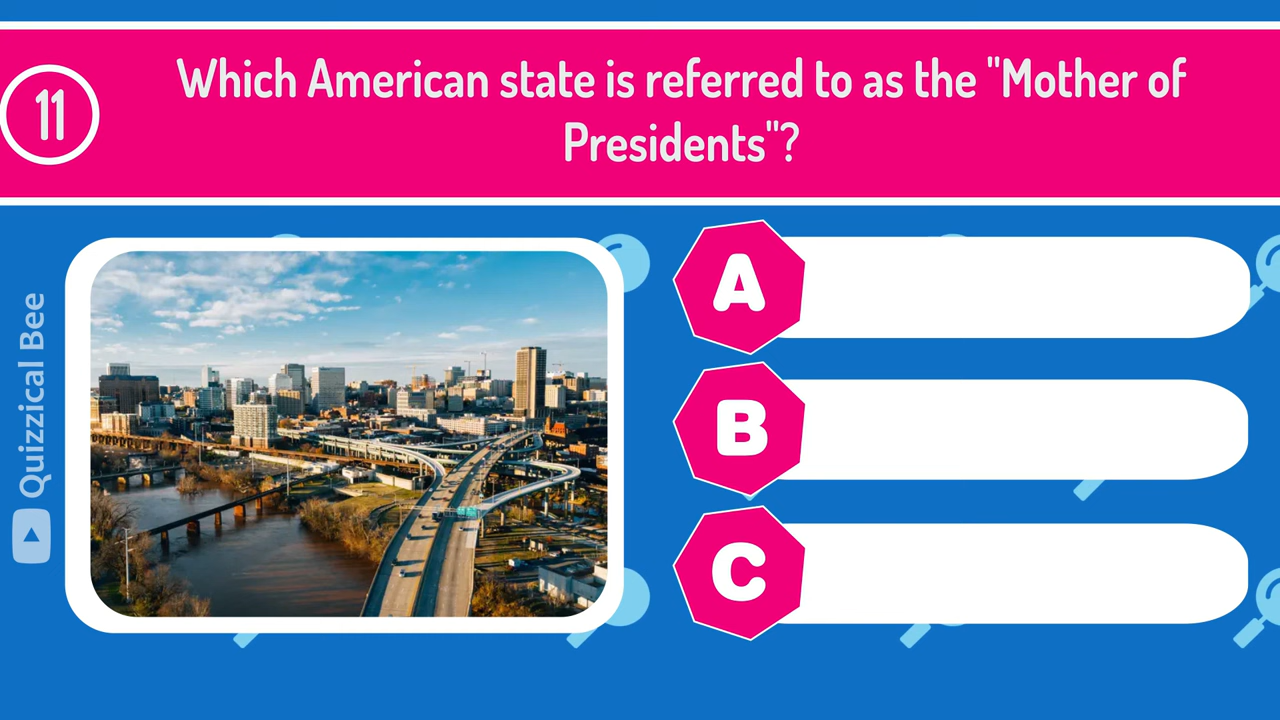 11
Which American state is referred to as the "Mother of
Presidents"?
Quizzical Bee
A
B
C